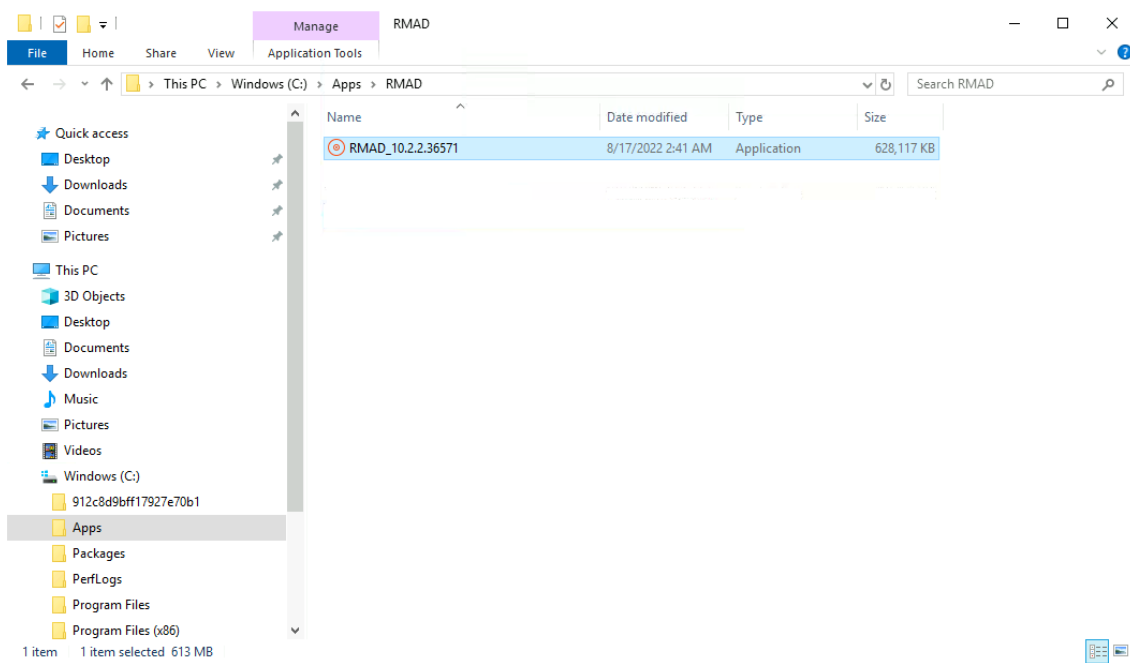 Manage
RMAD
File
Home
Share
View
Application Tools
?
This PC
Windows (C:)
Apps
RMAD
Search RMAD
Name
Date modified
Type
Size
RMAD_10.2.2.36571
8/17/2022 2:41 AM
Application
628,117 KB
Quick access
Desktop
Downloads
Documents
Pictures
This PC
3D Objects
Desktop
Documents
Downloads
Music
Pictures
Videos
Windows (C:)
912c8d9bff17927e70b1
Apps
Packages
PerfLogs
Program Files
Program Files (x86)
1 item
1 item selected 613 MB